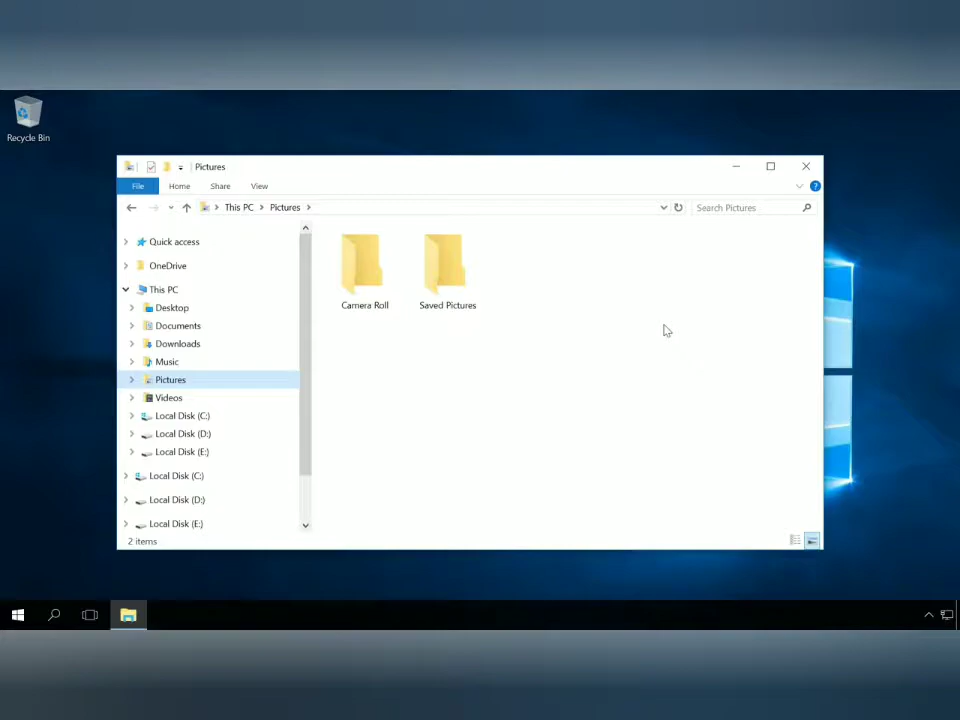 Recycle Bin
Pictures
File Home Share View
This PC Pictures
Search Pictures
Quick access
OneDrive
This PC
Desktop
Documents
Downloads
Music
Pictures
Videos
Local Disk (C:)
Local Disk (D:)
Local Disk (E:)
Local Disk (C:)
Local Disk (D:)
Local Disk (E:)
Camera Roll
Saved Pictures
2 items